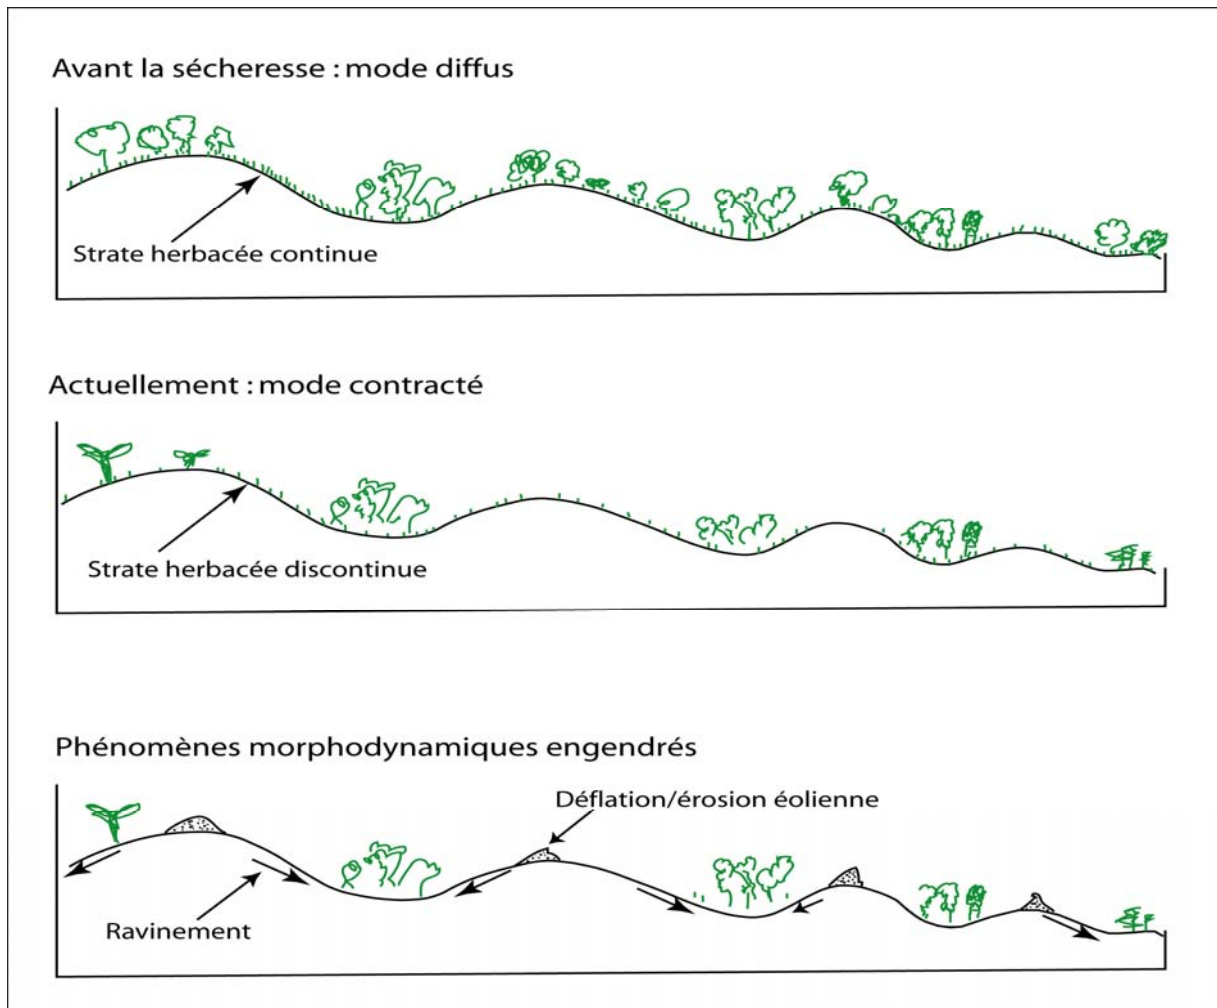 Avant la sécheresse : mode diffus
Strate herbacée continue
Actuellement : mode contracté
Strate herbacée discontinue
Phénomènes morphodynamiques engendrés
Déflation/érosion éolienne
Ravinement